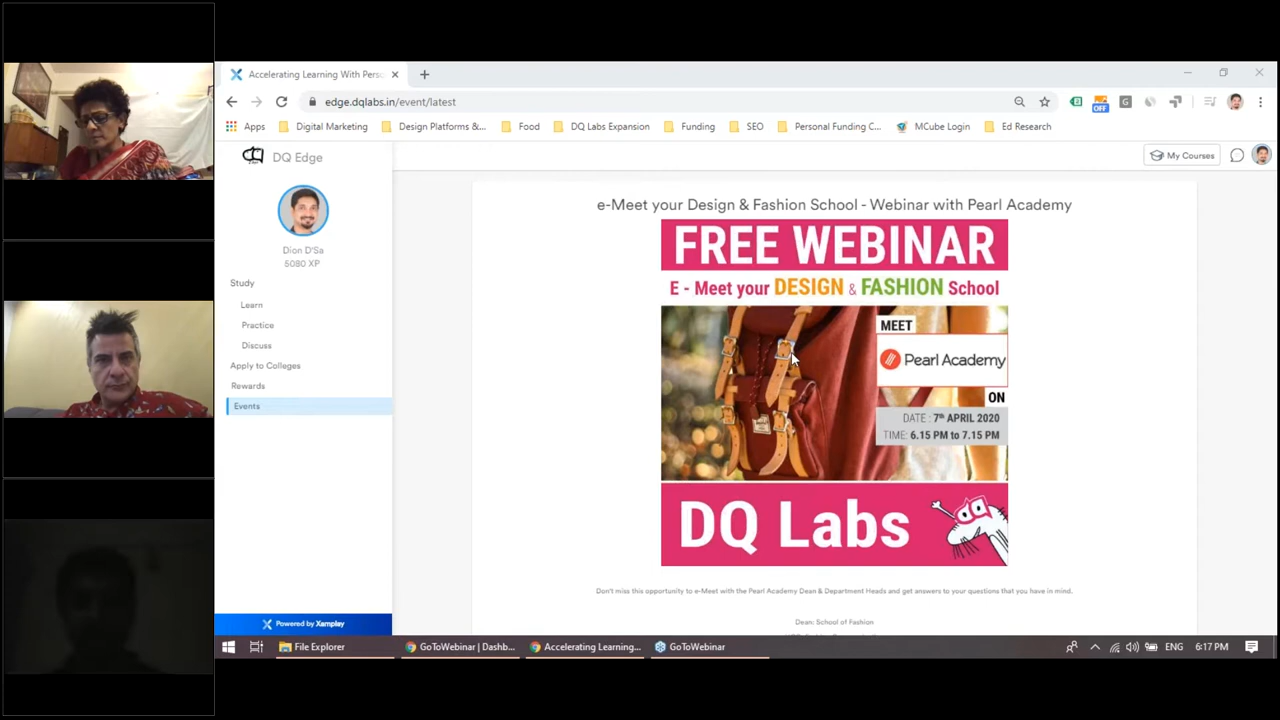 Accelerating Learning With Perso
edge.dqlabs.in/event/latest
OFF
G
Apps
Digital Marketing
Design Platforms &...
Food
DQ Labs Expansion
Funding
SEO
Personal Funding C...
MCube Login
Ed Research
DQ Edge
My Courses
Dion D'Sa
5080 XP
Study
Learn
Practice
Discuss
Apply to Colleges
Rewards
Events
Powered by Xamplay
e-Meet your Design & Fashion School - Webinar with Pearl Academy
FREE WEBINAR
E - Meet your DESIGN & FASHION School
MEET
Pearl Academy
ON
DATE : 7th APRIL 2020
TIME: 6.15 PM to 7.15 PM
DQ Labs
Don't miss this opportunity to e-Meet with the Pearl Academy Dean & Department Heads and get answers to your questions that you have in mind.
Dean: School of Fashion
File Explorer
GoToWebinar | Dashb...
Accelerating Learning...
GoToWebinar
ENG
6:17 PM